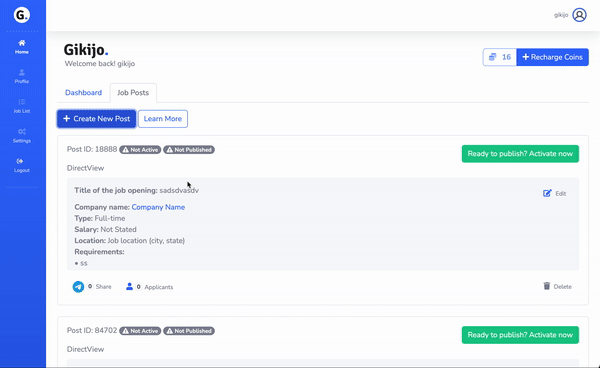 G.
gikijo
Home
Profile
Job List
Settings
Logout
Gikijo.
Welcome back! gikijo
16
Recharge Coins
Dashboard
Job Posts
Create New Post
Learn More
Post ID: 18888 Not Active Not Published
Ready to publish? Activate now
DirectView
Title of the job opening: sadsdvasdv
Edit
Company name: Company Name
Type: Full-time
Salary: Not Stated
Location: Job location (city, state)
Requirements:
• ss
0 Share 0 Applicants
Delete
Post ID: 84702 Not Active Not Published
Ready to publish? Activate now
DirectView